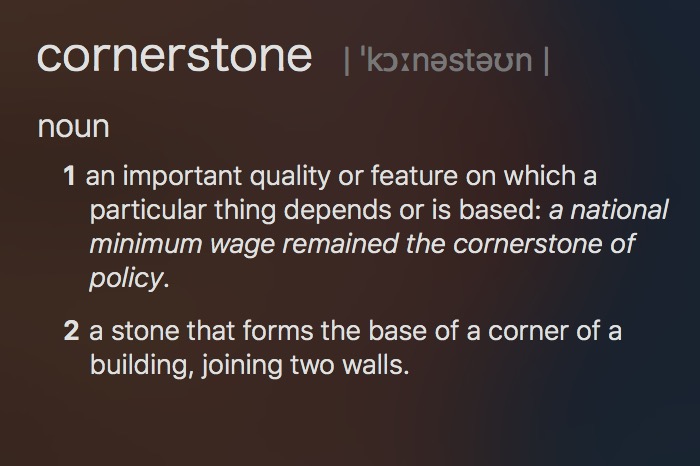 cornerstone | ˈkɔːnəstəʊn |
noun
1 an important quality or feature on which a
particular thing depends or is based: a national
minimum wage remained the cornerstone of
policy.
2 a stone that forms the base of a corner of a
building, joining two walls.